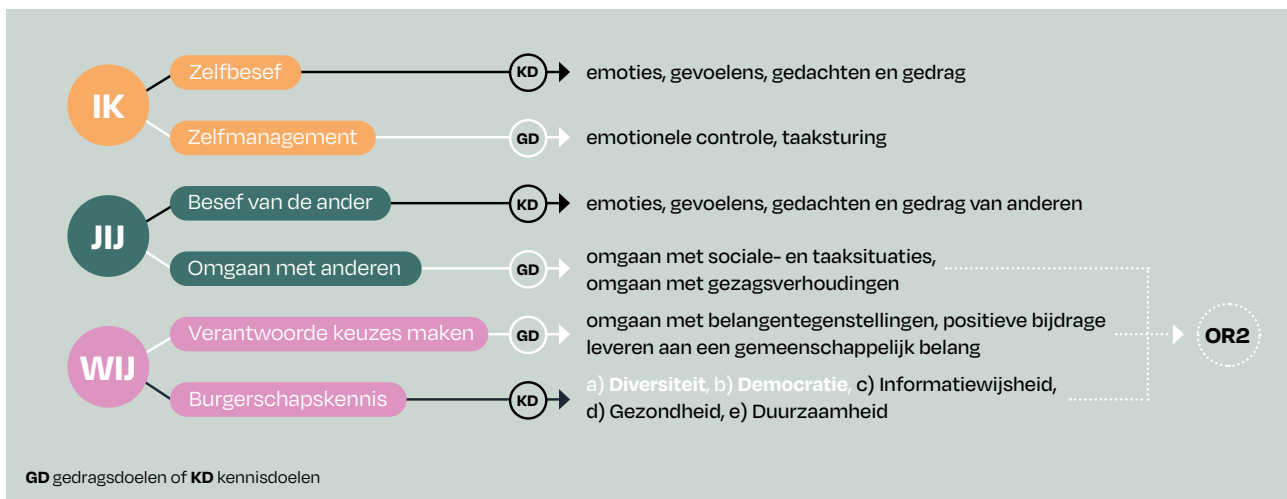 IK
Zelfbesef
KD
emoties, gevoelens, gedachten en gedrag
Zelfmanagement
GD
emotionele controle, taaksturing
JIJ
Besef van de ander
KD
emoties, gevoelens, gedachten en gedrag van anderen
Omgaan met anderen
GD
omgaan met sociale- en taaksituaties,
omgaan met gezagsverhoudingen
WIJ
Verantwoorde keuzes maken
GD
omgaan met belangentegenstellingen, positieve bijdrage
leveren aan een gemeenschappelijk belang
OR2
Burgerschapskennis
KD
a) Diversiteit, b) Democratie, c) Informatiewijsheid,
d) Gezondheid, e) Duurzaamheid
GD gedragsdoelen of KD kennisdoelen